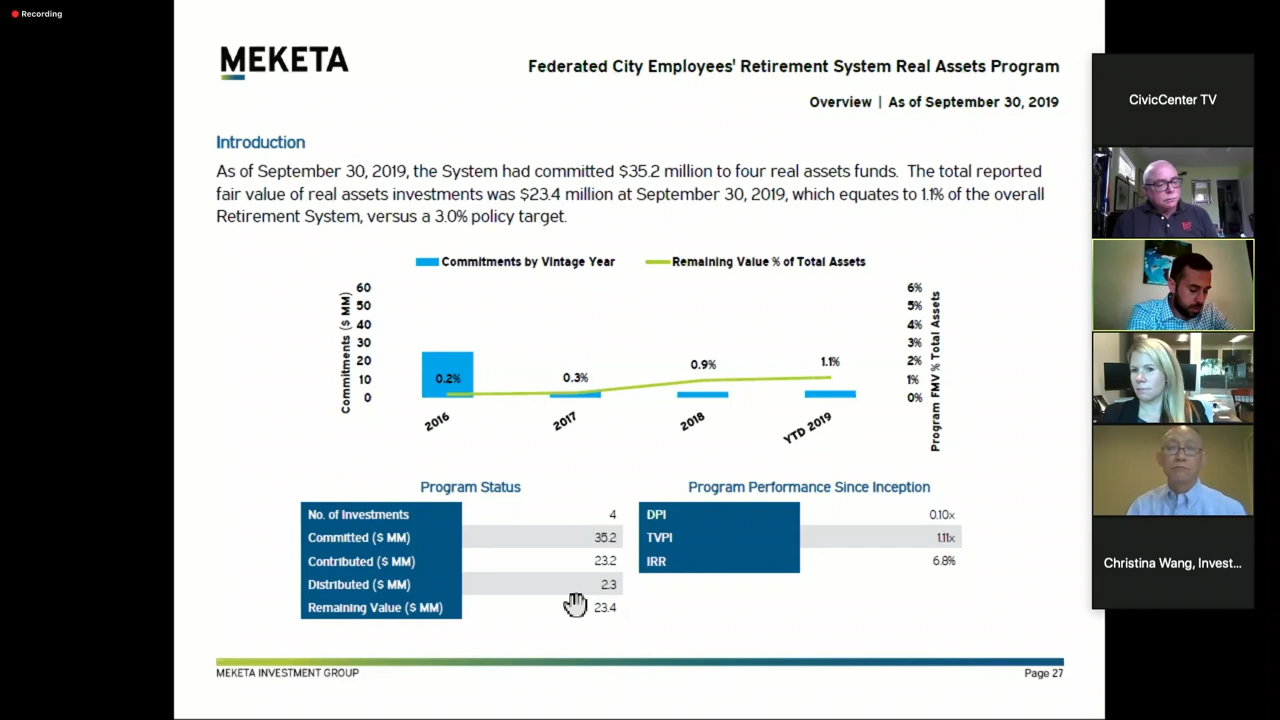 Recording
MEKETA
Federated City Employees' Retirement System Real Assets Program
Overview | As of September 30, 2019
Introduction
As of September 30, 2019, the System had committed $35.2 million to four real assets funds. The total reported
fair value of real assets investments was $23.4 million at September 30, 2019, which equates to 1.1% of the overall
Retirement System, versus a 3.0% policy target.
Commitments by Vintage Year
Remaining Value % of Total Assets
Commitments ($ MM)
60
50
40
30
20
10
0
0.2%
0.3%
0.9%
1.1%
6%
5%
4%
3%
2%
1%
0%
Program FMV % Total Assets
2016
2017
2018
YTD 2019
Program Status
No. of Investments 4
Committed ($ MM) 35.2
Contributed ($ MM) 23.2
Distributed ($ MM) 2.3
Remaining Value ($ MM) 23.4
Program Performance Since Inception
DPI 0.10x
TVPI 1.11x
IRR 6.8%
MEKETA INVESTMENT GROUP
Page 27
CivicCenter TV
Christina Wang, Invest...